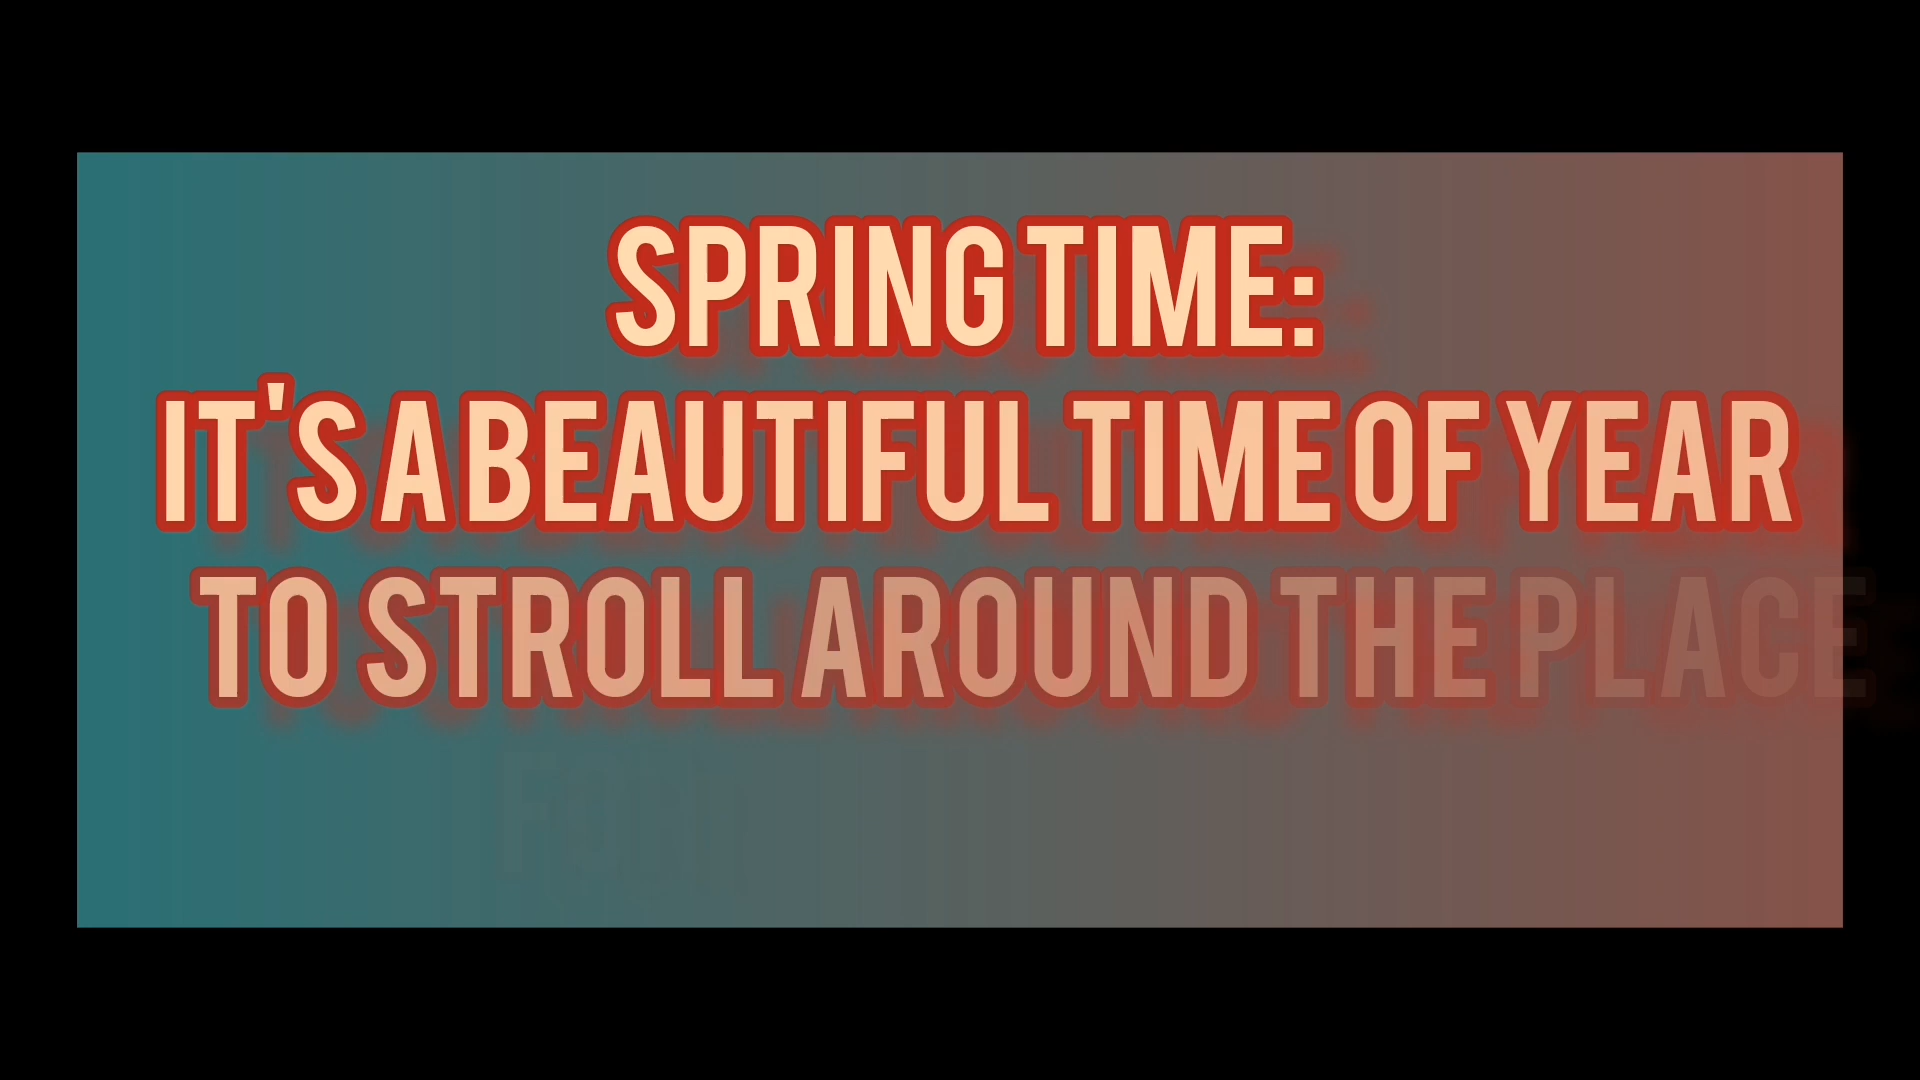 SPRING TIME:
IT'S A BEAUTIFUL TIME OF YEAR
TO STROLL AROUND THE PLACE